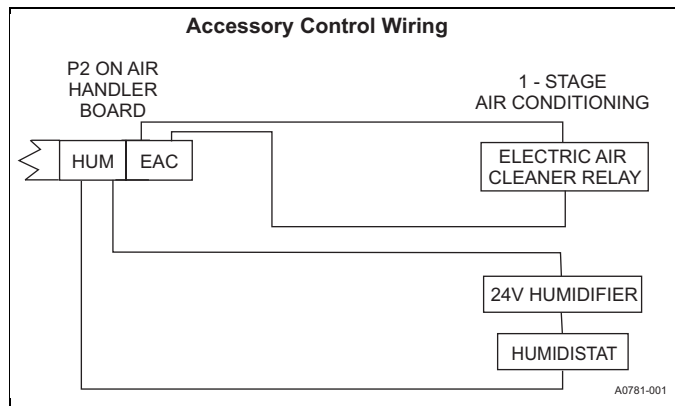 Accessory Control Wiring
P2 ON AIR
HANDLER
BOARD
1 - STAGE
AIR CONDITIONING
HUM
EAC
ELECTRIC AIR
CLEANER RELAY
24V HUMIDIFIER
HUMIDISTAT
A0781-001